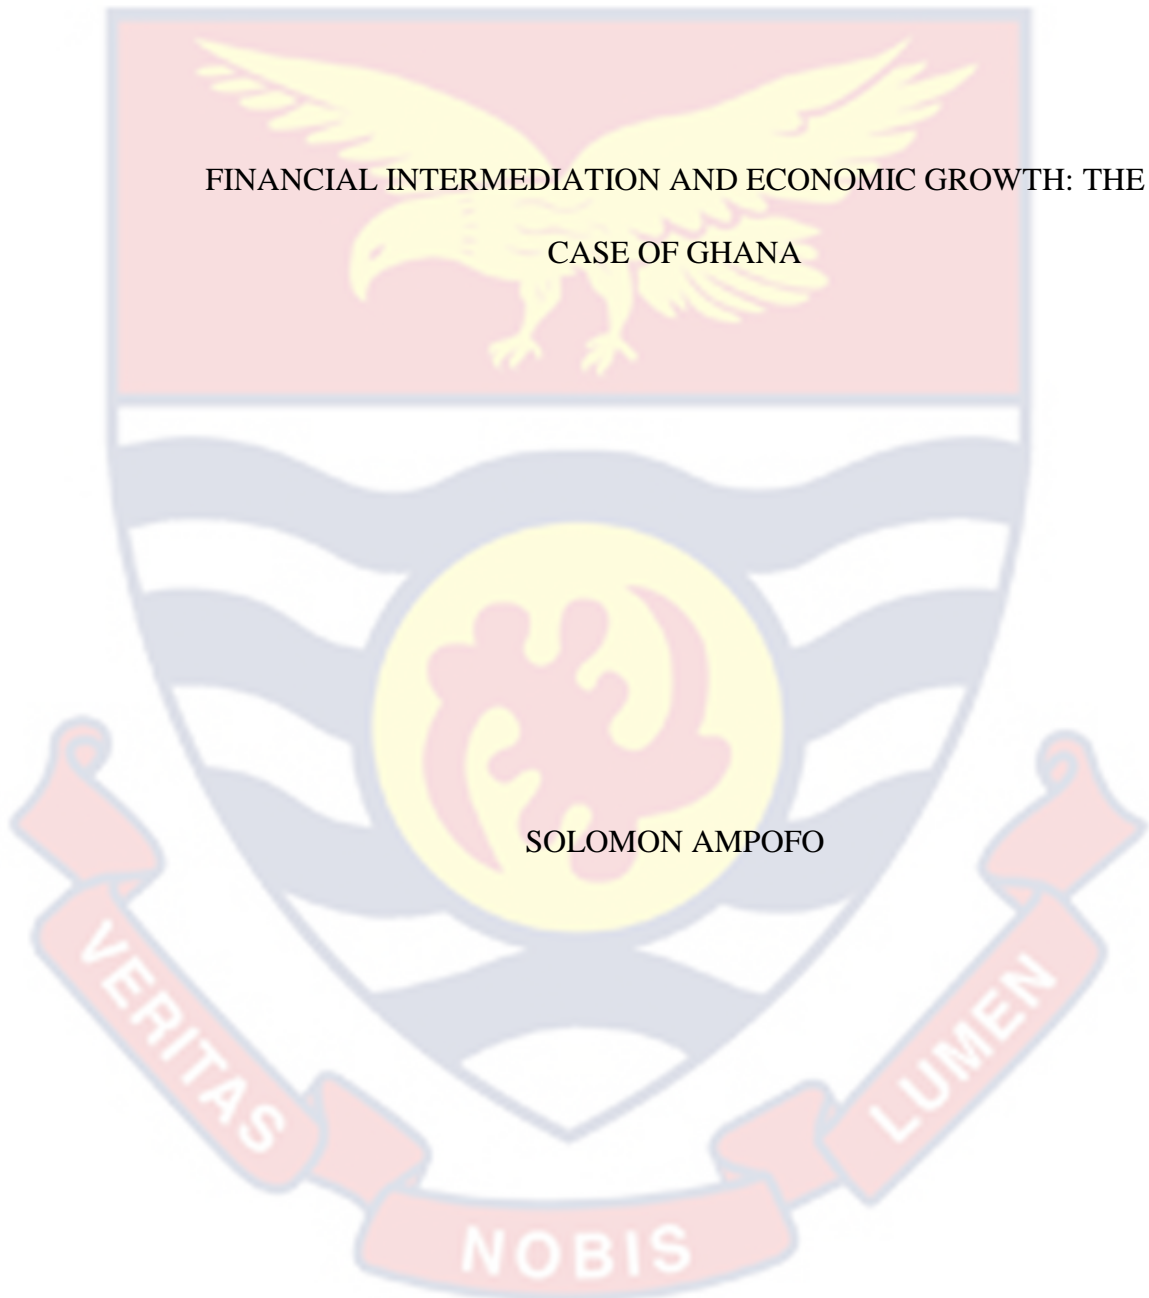 FINANCIAL INTERMEDIATION AND ECONOMIC GROWTH: THE
CASE OF GHANA
SOLOMON AMPOFO
VERITAS
NOBIS
LUMEN